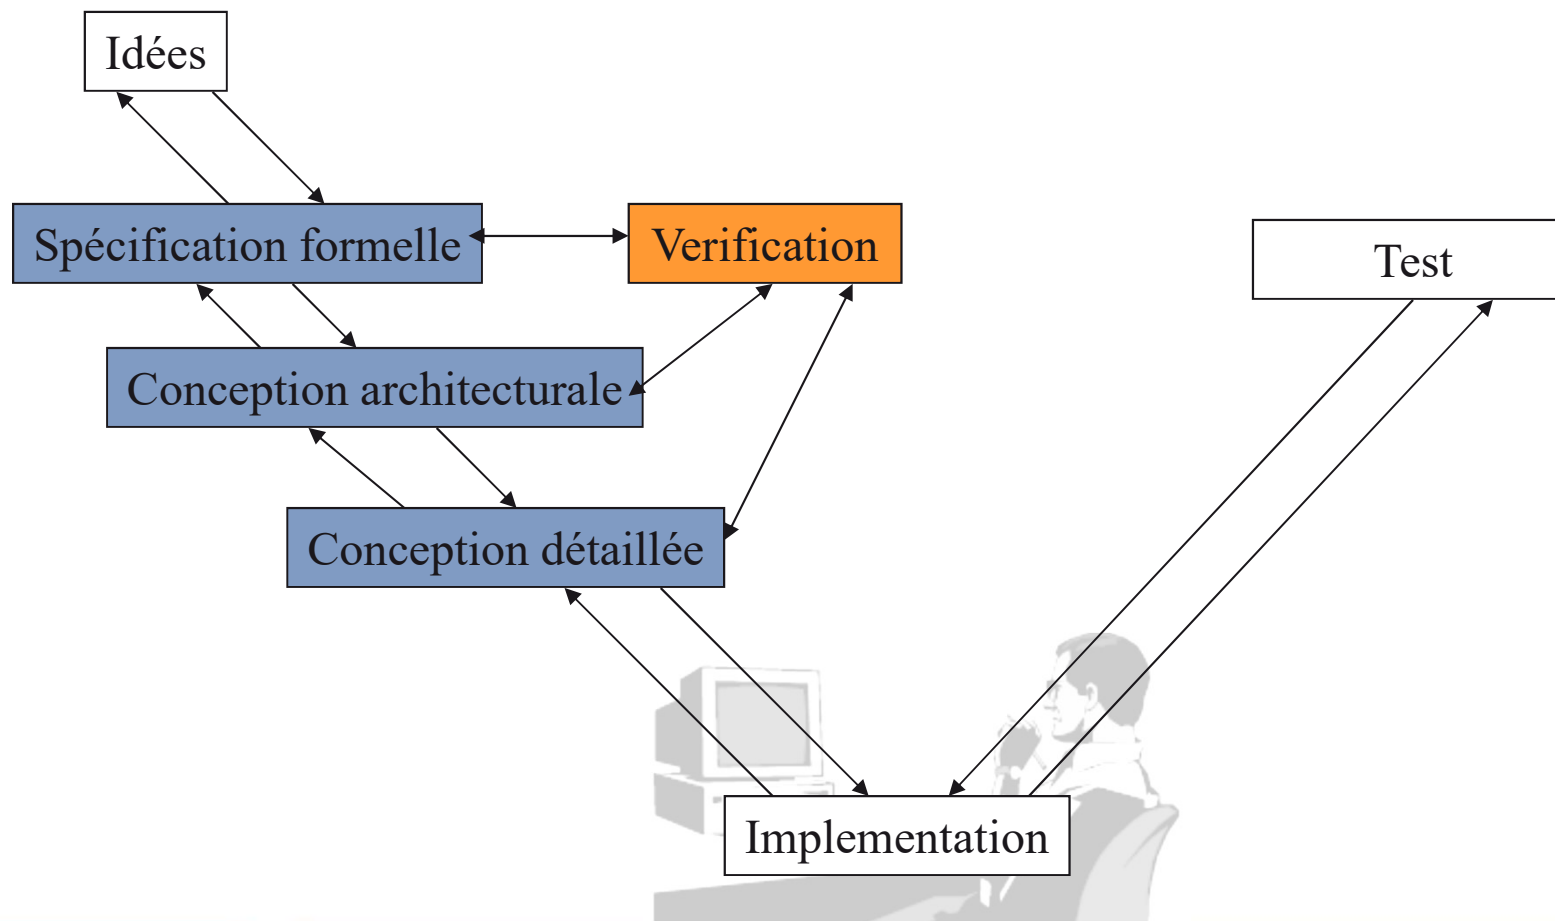 Idées
Spécification formelle
Verification
Test
Conception architecturale
Conception détaillée
Implementation